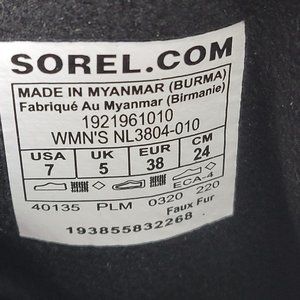 SOREL.COM
MADE IN MYANMAR (BURMA)
Fabriqué Au Myanmar (Birmanie)
1921961010
WMN'S NL3804-010
USA UK EUR CM
7 5 38 24
ECA-4
40135 PLM 0320 220
Faux Fur
193855832268